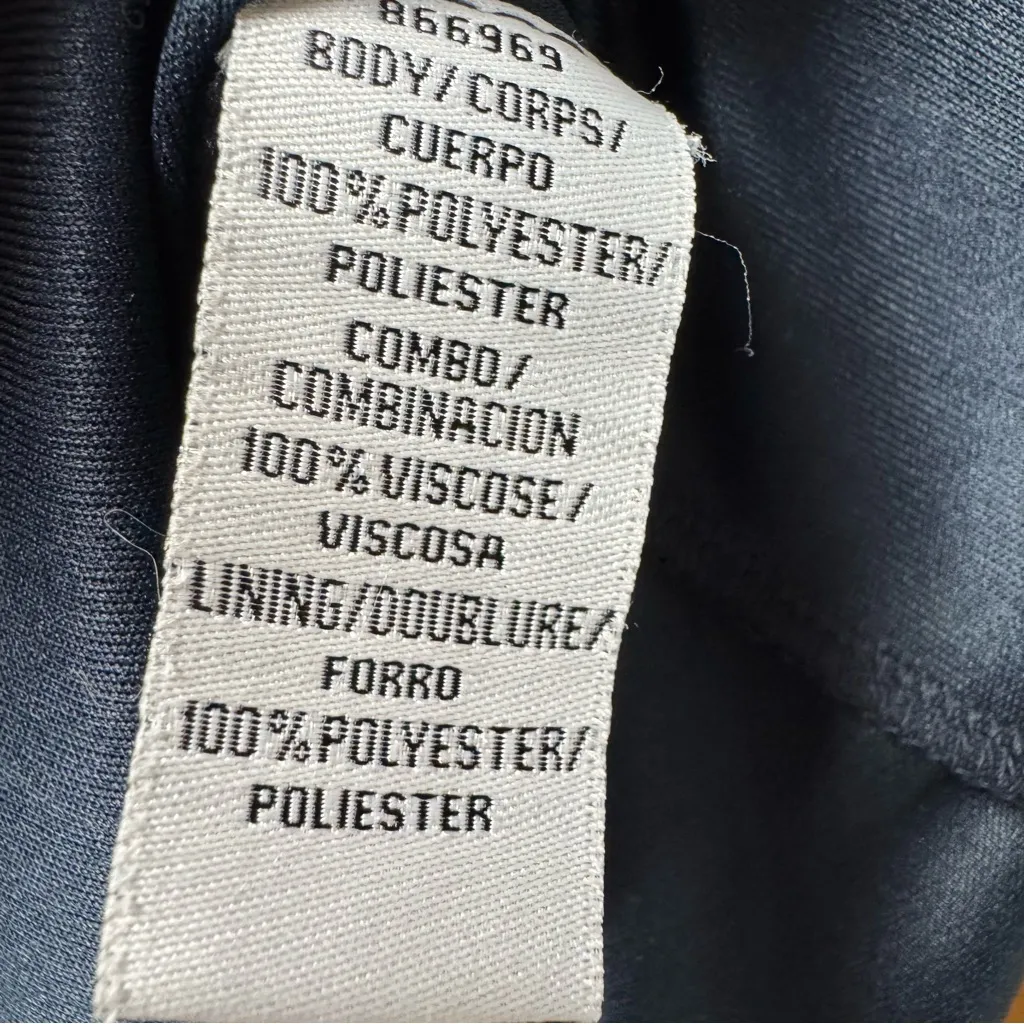 866969
BODY/CORPS/
CUERPO
100%POLYESTER/
POLIESTER
COMBO/
COMBINACION
100%VISCOSE/
VISCOSA
LINING/DOUBLURE/
FORRO
100%POLYESTER/
POLIESTER